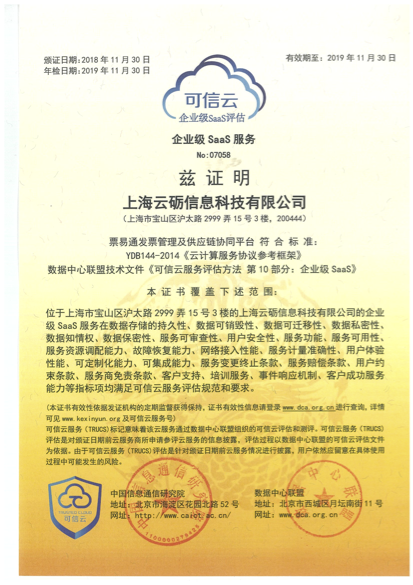 颁证日期：2018 年 11 月 30 日
年检日期：2019 年 11 月 30 日
有效期至：2019 年 11 月 30 日
可信云
企业级SaaS评估
企业级 SaaS 服务
No:07058
兹 证 明
上海云砺信息科技有限公司
（上海市宝山区沪太路 2999 弄 15 号 3 楼，200444）
票易通发票管理及供应链协同平台 符 合 标 准：
YDB144-2014《云计算服务协议参考框架》
数据中心联盟技术文件《可信云服务评估方法 第 10 部分：企业级 SaaS》
本 证 书 覆 盖 下 述 范 围：
位于上海市宝山区沪太路 2999 弄 15 号 3 楼的上海云砺信息科技有限公司的企业
级 SaaS 服务在数据存储的持久性、数据可销毁性、数据可迁移性、数据私密性、
数据知情权、数据保密性、服务可审查性、用户安全性、服务功能、服务可用性、
服务资源调配能力、故障恢复能力、网络接入性能、服务计量准确性、用户体验
性能、可定制化能力、可集成能力、服务变更终止条款、服务赔偿条款、用户约
束条款、服务商免责条款、客户支持、培训服务、事件响应机制、客户成功服务
能力等指标项均满足可信云服务评估规范和要求。
（本证书有效性依据发证机构的定期监督获得保持，证书有效性信息请登录 www.dca.org.cn 进行查询，详情
可见 www.kexinyun.org 及可信云服务号）
可信云服务（TRUCS）标记意味着该云服务通过数据中心联盟组织的可信云评估和测评。可信云服务（TRUCS）
评估是对颁证日期前云服务商所申请参评云服务的信息披露，评估过程以数据中心联盟的可信云评估文件
为依据。由于可信云服务（TRUCS）评估是针对颁证日期前云服务情况进行披露，用户依然应留意在具体使用
过程中可能发生的风险。
TRUSTED CLOUD
可信云
中国信息通信研究院
地址：北京市海淀区花园北路 52 号
网址：http://www.caict.ac.cn/
数据中心联盟
地址：北京市西城区月坛南街 11 号
网址：www.dca.org.cn